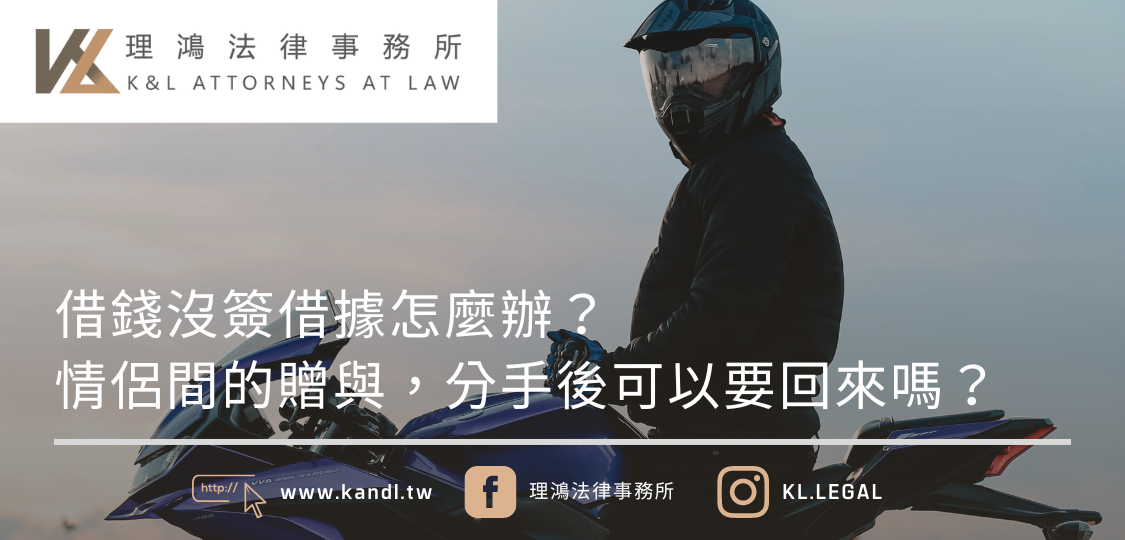 理鴻法律事務所
K&L ATTORNEYS AT LAW
借錢沒簽借據怎麼辦？
情侶間的贈與，分手後可以要回來嗎？
http://
www.kandl.tw
理鴻法律事務所
KL.LEGAL